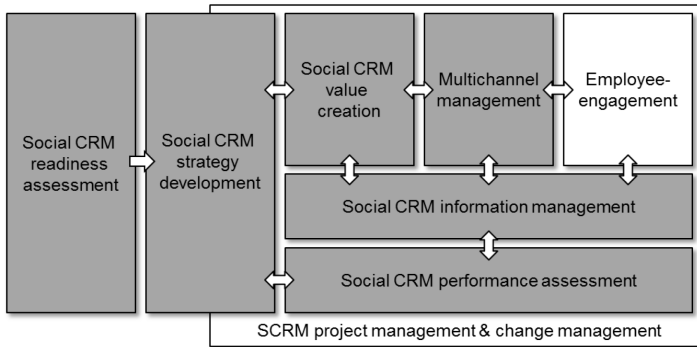 Social CRM
readiness
assessment
Social CRM
strategy
development
Social CRM
value
creation
Multichannel
management
Employee-
engagement
Social CRM information management
Social CRM performance assessment
SCRM project management & change management